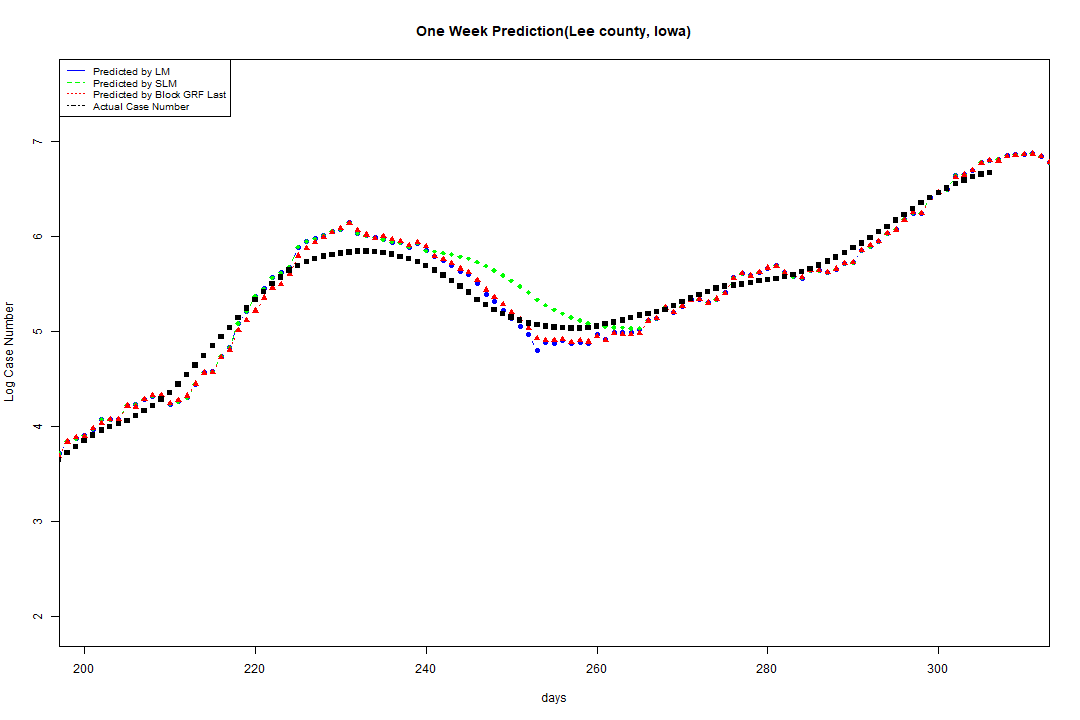 One Week Prediction(Lee county, Iowa)
Predicted by LM
Predicted by SLM
Predicted by Block GRF Last
Actual Case Number
Log Case Number
7
6
5
4
3
2
200 220 240 260 280 300
days